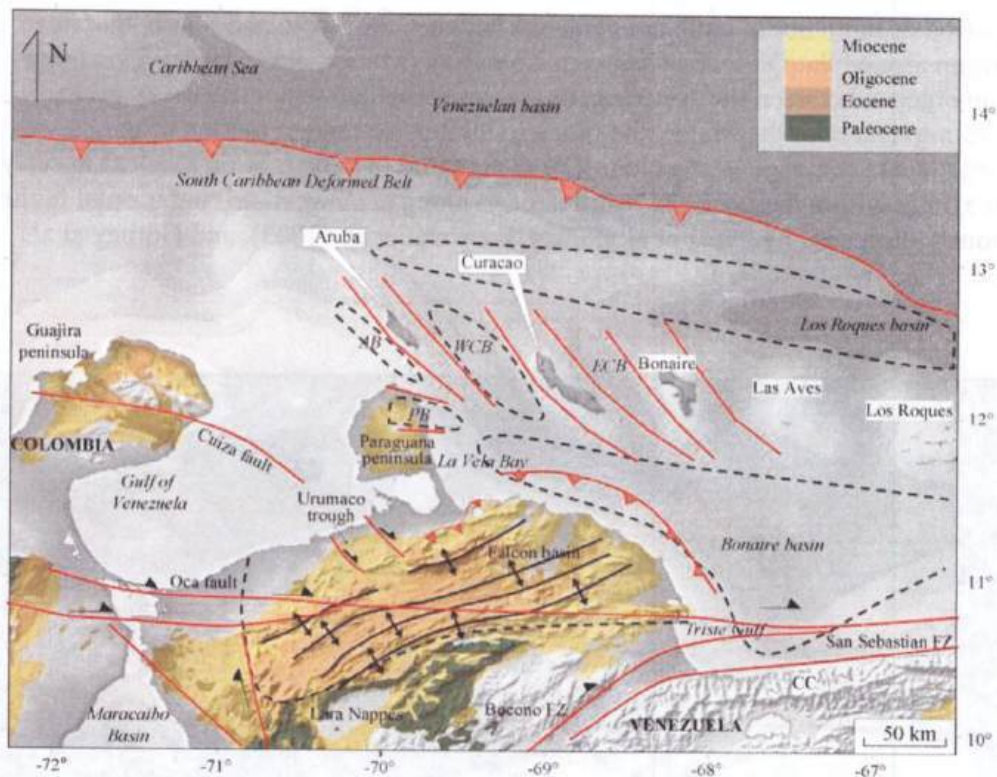 N
Caribbean Sea
Venezuelan basin
Miocene
Oligocene
Eocene
Paleocene
14°
South Caribbean Deformed Belt
Aruba
Curacao
13°
Guajira
peninsula
AB
WCB
ECB
Bonaire
Los Roques basin
Las Aves
Los Roques
12°
COLOMBIA
Cuiza fault
PB
Paraguana
peninsula
La Vela Bay
Gulf of
Venezuela
Urumaco
trough
Falcon basin
Bonaire basin
11°
Oca fault
Triste Gulf
San Sebastian FZ
CC
Maracaibo
Basin
Lara Nappes
Bocono FZ
VENEZUELA
50 km
10°
-72°
-71°
-70°
-69°
-68°
-67°